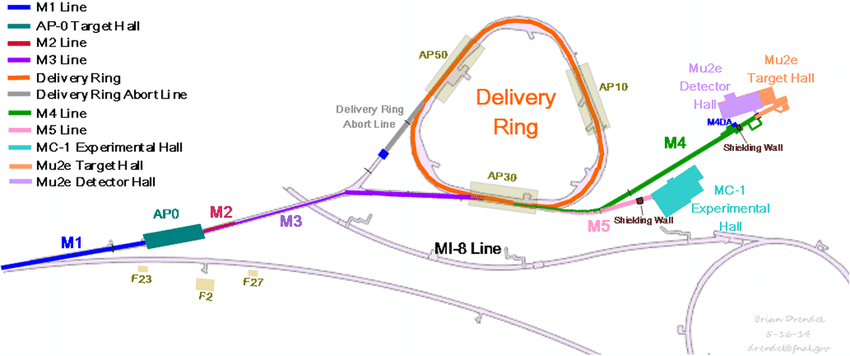 M1 Line
AP-0 Target Hall
M2 Line
M3 Line
Delivery Ring
Delivery Ring Abort Line
M4 Line
M5 Line
MC-1 Experimental Hall
Mu2e Target Hall
Mu2e Detector Hall
AP50
AP10
AP30
Delivery
Ring
Delivery Ring
Abort Line
Mu2e
Target Hall
Mu2e
Detector
Hall
M4DA
Shielding Wall
M4
MC-1
Experimental
Hall
Shielding Wall
M5
AP0
M2
M3
M1
MI-8 Line
F23
F2
F27
Brian Drendel
5-16-14
drendel@fnal.gov